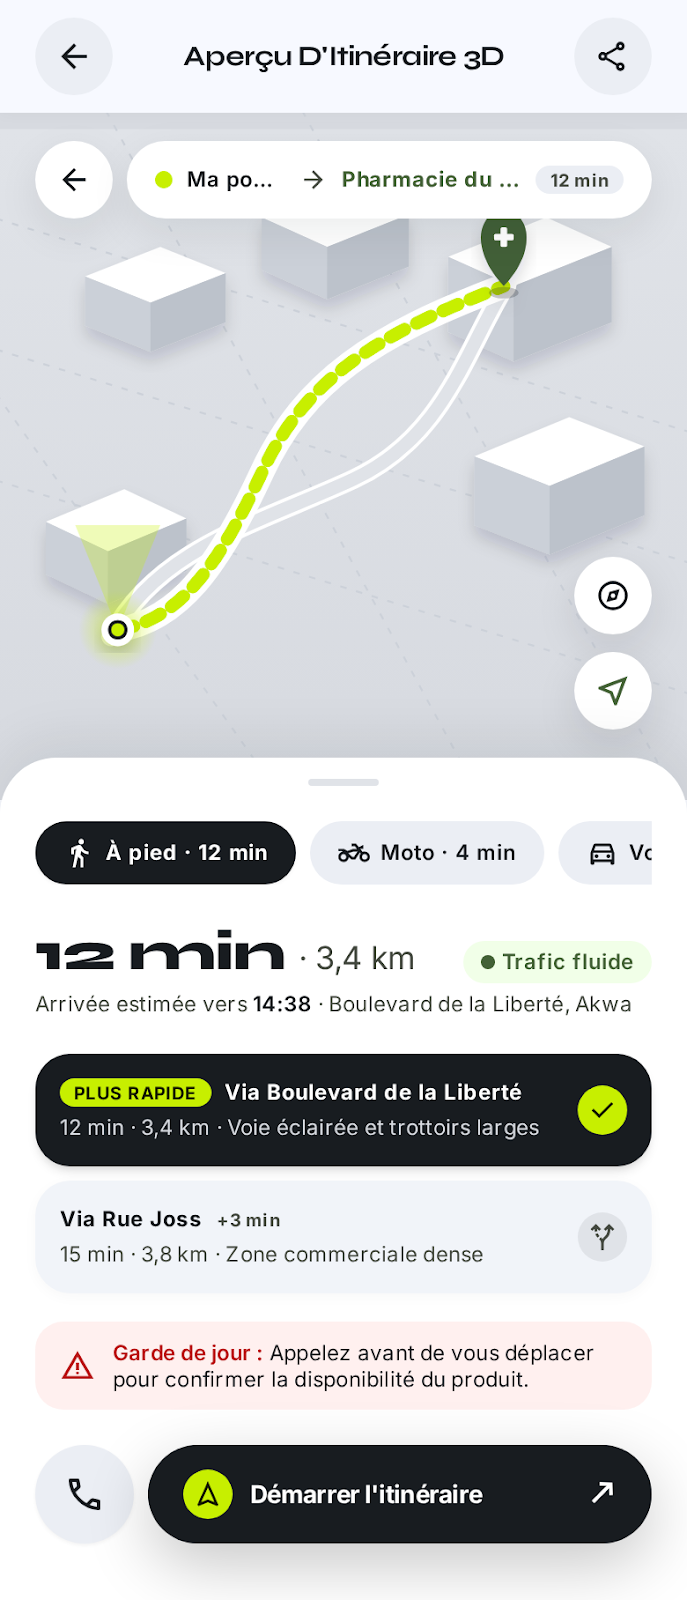 Aperçu D'Itinéraire 3D
Ma po... → Pharmacie du ... 12 min
À pied · 12 min Moto · 4 min Vo
12 min · 3,4 km Trafic fluide
Arrivée estimée vers 14:38 · Boulevard de la Liberté, Akwa
PLUS RAPIDE Via Boulevard de la Liberté
12 min · 3,4 km · Voie éclairée et trottoirs larges
Via Rue Joss +3 min
15 min · 3,8 km · Zone commerciale dense
Garde de jour : Appelez avant de vous déplacer
pour confirmer la disponibilité du produit.
Démarrer l'itinéraire